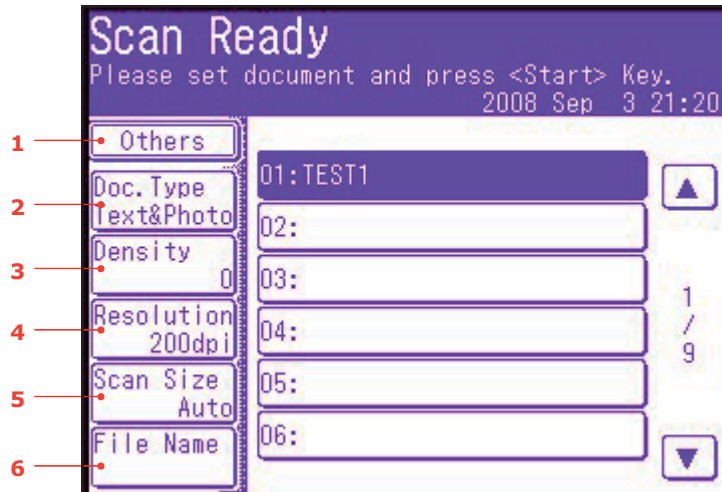 Scan Ready
Please set document and press <Start> Key.
2008 Sep 3 21:20
1
Others
2
Doc.Type
Text&Photo
3
Density
0
4
Resolution
200dpi
5
Scan Size
Auto
6
File Name
01:TEST1
02:
03:
04:
05:
06:
1
/
9